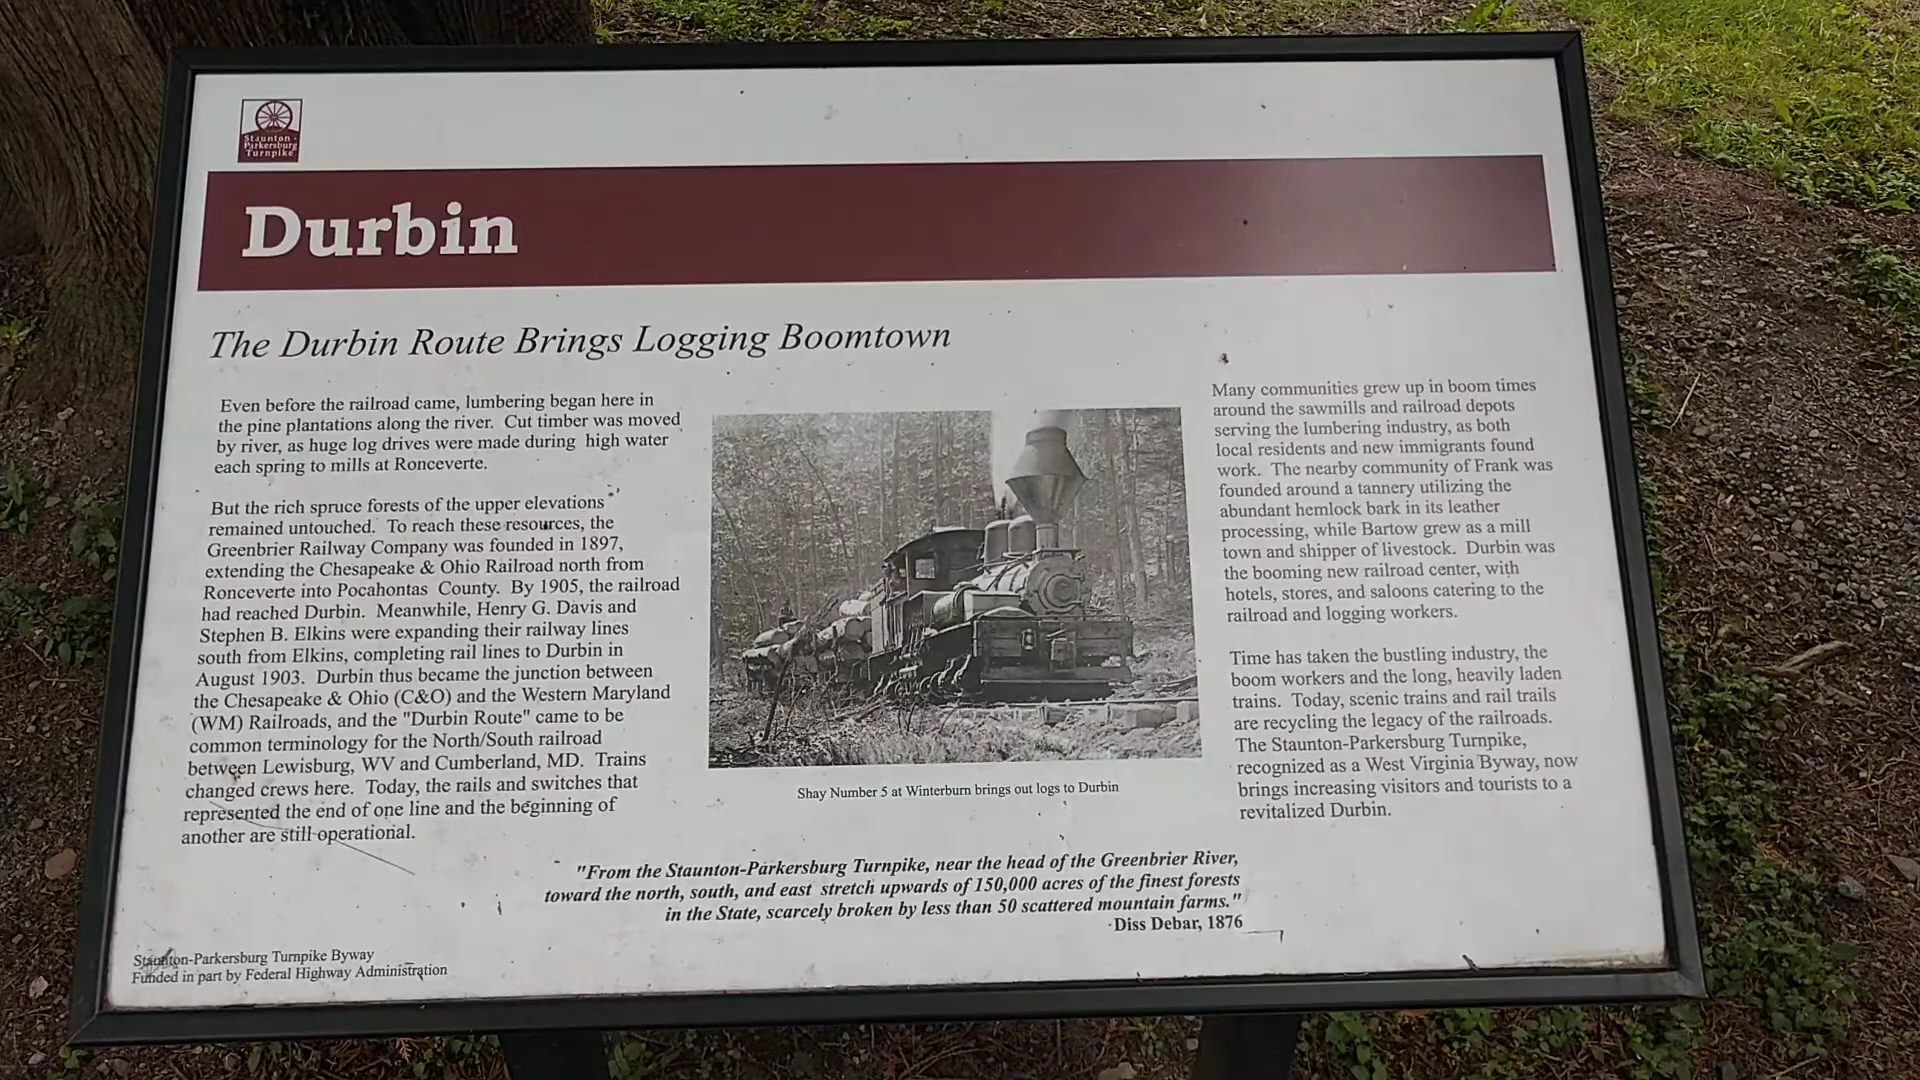 Staunton -
Parkersburg
Turnpike
Durbin
The Durbin Route Brings Logging Boomtown
Even before the railroad came, lumbering began here in
the pine plantations along the river. Cut timber was moved
by river, as huge log drives were made during high water
each spring to mills at Ronceverte.
But the rich spruce forests of the upper elevations
remained untouched. To reach these resources, the
Greenbrier Railway Company was founded in 1897,
extending the Chesapeake & Ohio Railroad north from
Ronceverte into Pocahontas County. By 1905, the railroad
had reached Durbin. Meanwhile, Henry G. Davis and
Stephen B. Elkins were expanding their railway lines
south from Elkins, completing rail lines to Durbin in
August 1903. Durbin thus became the junction between
the Chesapeake & Ohio (C&O) and the Western Maryland
(WM) Railroads, and the "Durbin Route" came to be
common terminology for the North/South railroad
between Lewisburg, WV and Cumberland, MD. Trains
changed crews here. Today, the rails and switches that
represented the end of one line and the beginning of
another are still operational.
Shay Number 5 at Winterburn brings out logs to Durbin
Many communities grew up in boom times
around the sawmills and railroad depots
serving the lumbering industry, as both
local residents and new immigrants found
work. The nearby community of Frank was
founded around a tannery utilizing the
abundant hemlock bark in its leather
processing, while Bartow grew as a mill
town and shipper of livestock. Durbin was
the booming new railroad center, with
hotels, stores, and saloons catering to the
railroad and logging workers.
Time has taken the bustling industry, the
boom workers and the long, heavily laden
trains. Today, scenic trains and rail trails
are recycling the legacy of the railroads.
The Staunton-Parkersburg Turnpike,
recognized as a West Virginia Byway, now
brings increasing visitors and tourists to a
revitalized Durbin.
"From the Staunton-Parkersburg Turnpike, near the head of the Greenbrier River,
toward the north, south, and east stretch upwards of 150,000 acres of the finest forests
in the State, scarcely broken by less than 50 scattered mountain farms."
-Diss Debar, 1876
Staunton-Parkersburg Turnpike Byway
Funded in part by Federal Highway Administration